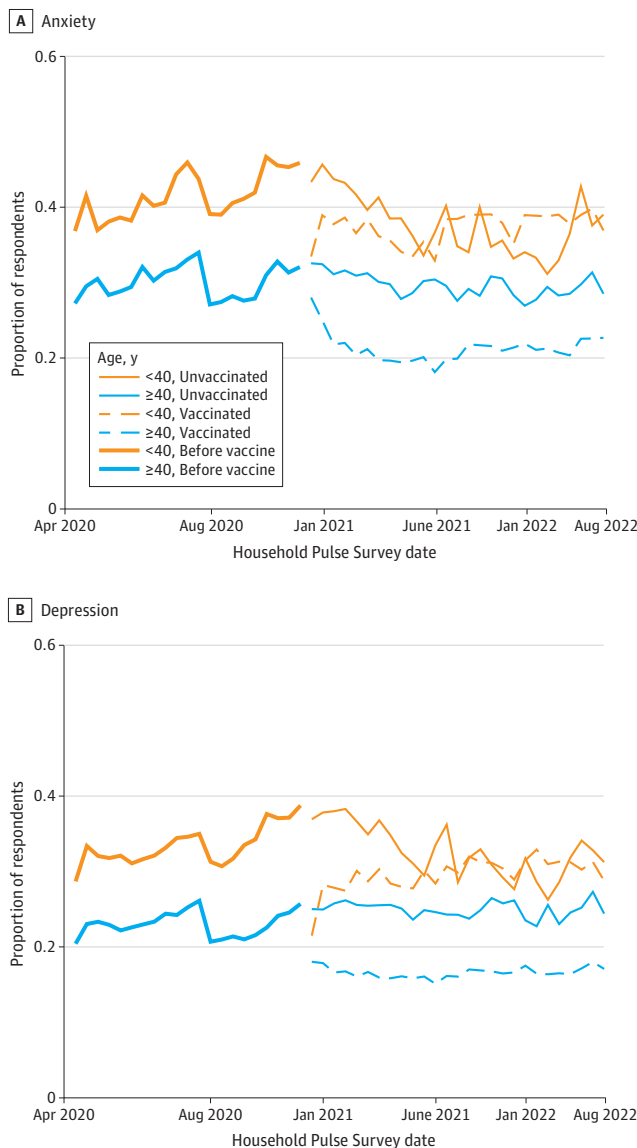 A Anxiety
0.6
0.4
0.2
0
Proportion of respondents
Age, y
<40, Unvaccinated
≥40, Unvaccinated
<40, Vaccinated
≥40, Vaccinated
<40, Before vaccine
≥40, Before vaccine
Apr 2020 Aug 2020 Jan 2021 June 2021 Jan 2022 Aug 2022
Household Pulse Survey date
B Depression
0.6
0.4
0.2
0
Proportion of respondents
Apr 2020 Aug 2020 Jan 2021 June 2021 Jan 2022 Aug 2022
Household Pulse Survey date